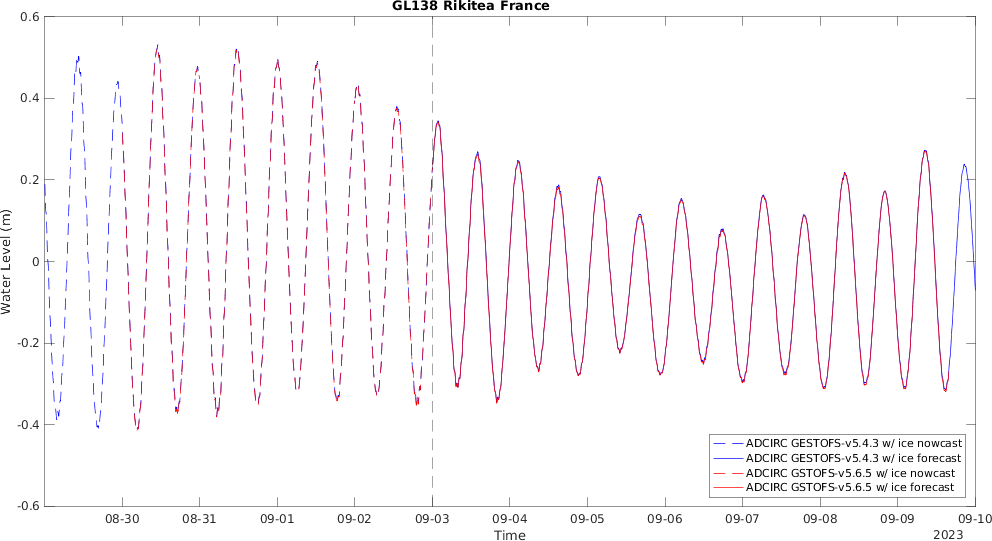 GL138 Rikitea France
0.6
0.4
0.2
0
-0.2
-0.4
-0.6
Water Level (m)
08-30 08-31 09-01 09-02 09-03 09-04 09-05 09-06 09-07 09-08 09-09 09-10
Time
2023
ADCIRC GESTOFS-v5.4.3 w/ ice nowcast
ADCIRC GESTOFS-v5.4.3 w/ ice forecast
ADCIRC GSTOFS-v5.6.5 w/ ice nowcast
ADCIRC GSTOFS-v5.6.5 w/ ice forecast